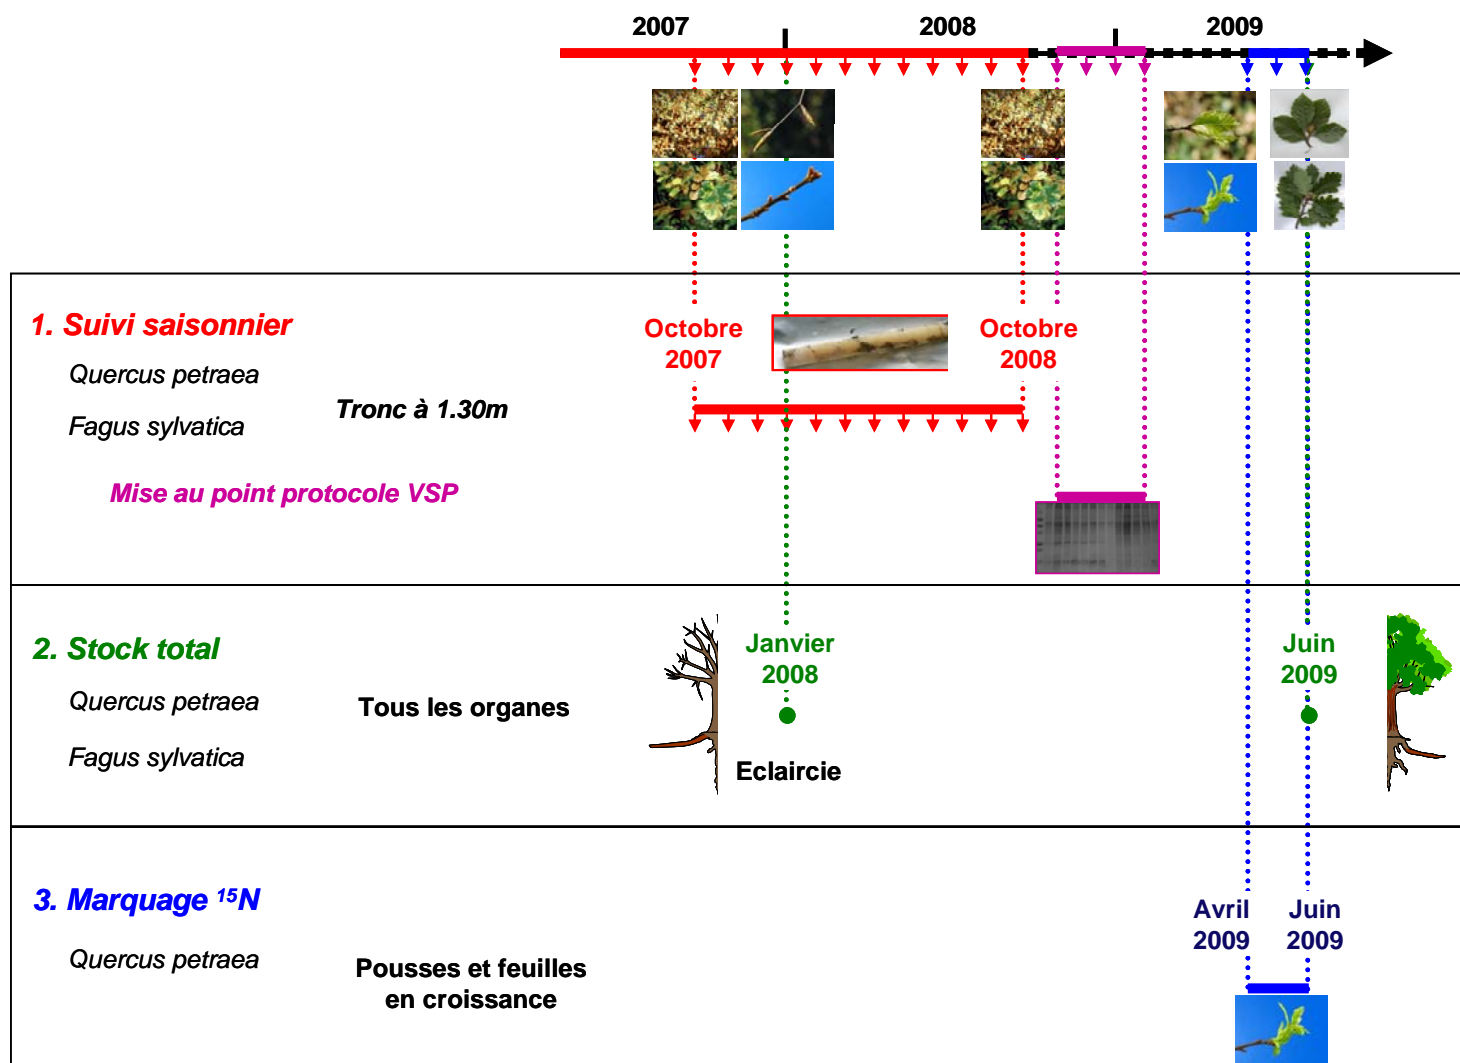 2007 2008 2009
1. Suivi saisonnier
Quercus petraea
Fagus sylvatica
Tronc à 1.30m
Mise au point protocole VSP
Octobre
2007
Octobre
2008
2. Stock total
Quercus petraea
Fagus sylvatica
Tous les organes
Janvier
2008
Eclaircie
Juin
2009
3. Marquage ¹⁵N
Quercus petraea
Pousses et feuilles
en croissance
Avril
2009
Juin
2009